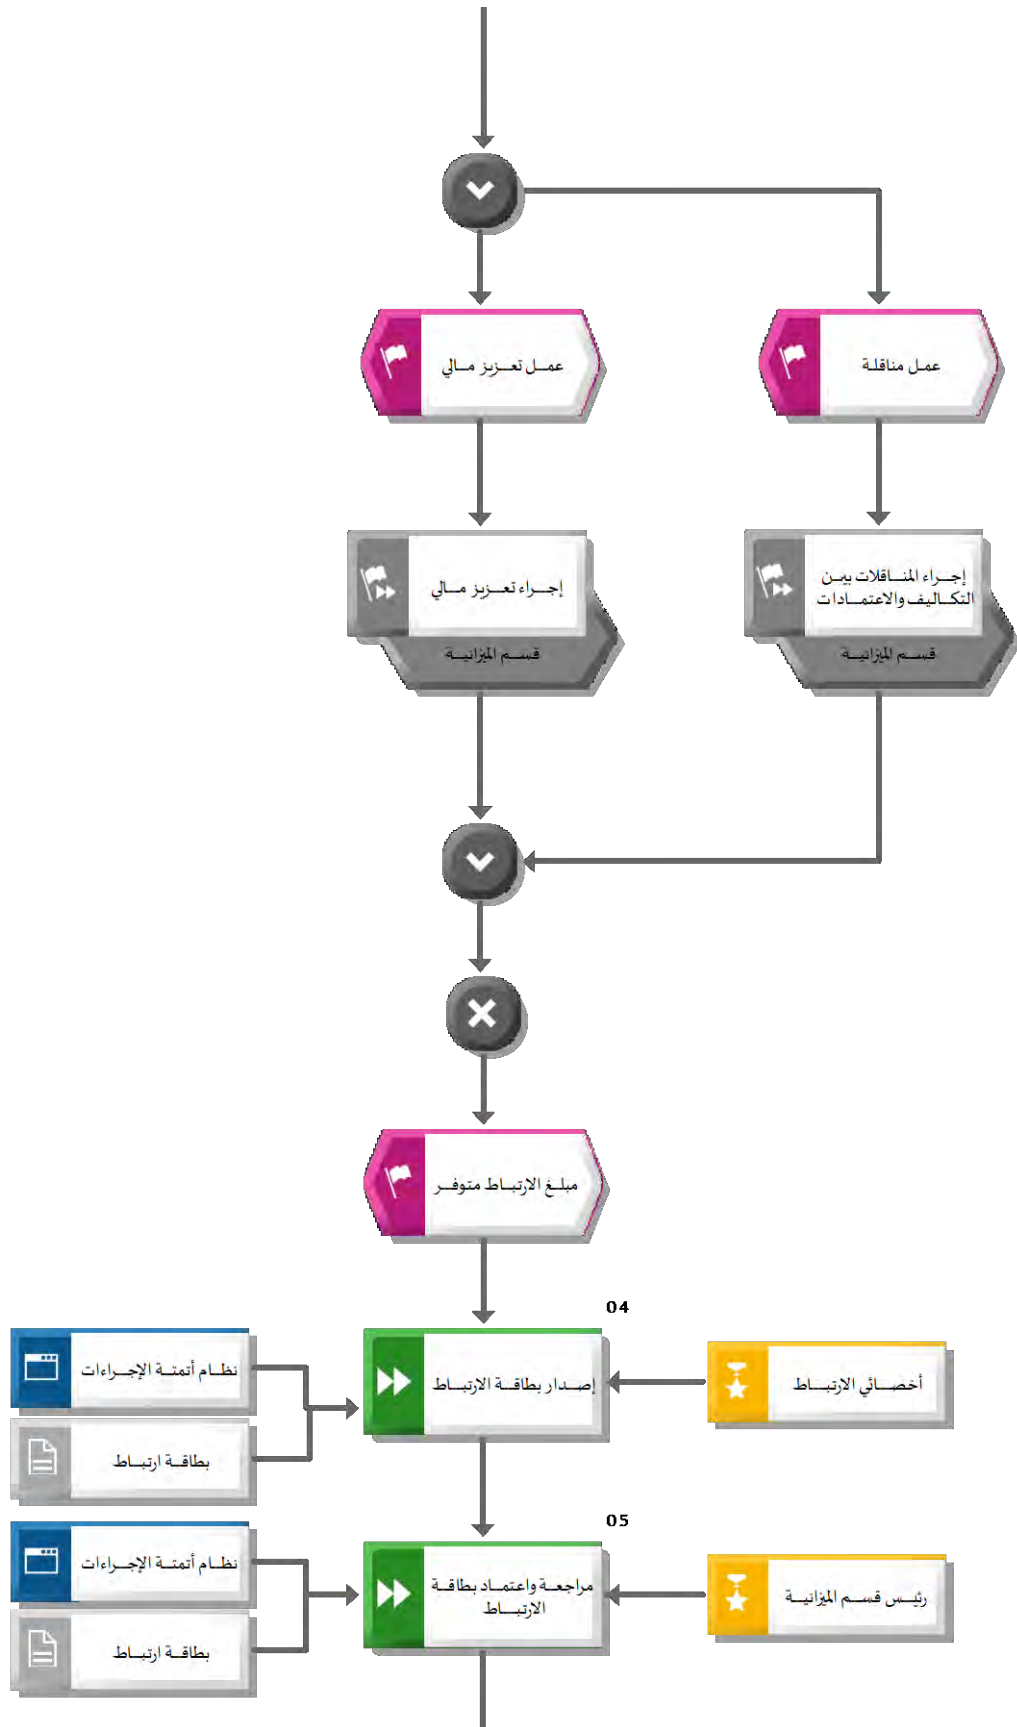 عمل مناقلة
عمل تعزيز مالي
إجراء المناقلات بين
التكاليف والاعتمادات
قسم الميزانية
إجراء تعزيز مالي
قسم الميزانية
مبلغ الارتباط متوفر
04
أخصائي الارتباط
إصدار بطاقة الارتباط
نظام أتمتة الإجراءات
بطاقة ارتباط
05
رئيس قسم الميزانية
مراجعة واعتماد بطاقة
الارتباط
نظام أتمتة الإجراءات
بطاقة ارتباط